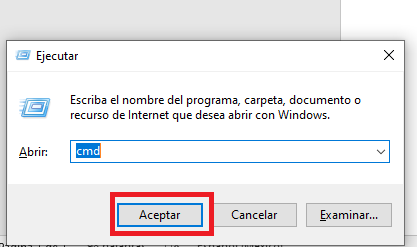 Ejecutar
Escriba el nombre del programa, carpeta, documento o
recurso de Internet que desea abrir con Windows.
Abrir: cmd
Aceptar Cancelar Examinar...